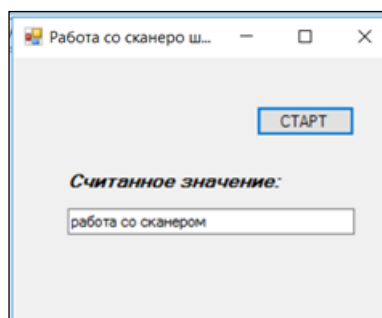 Работа со сканеро ш...
СТАРТ
Считанное значение:
работа со сканером